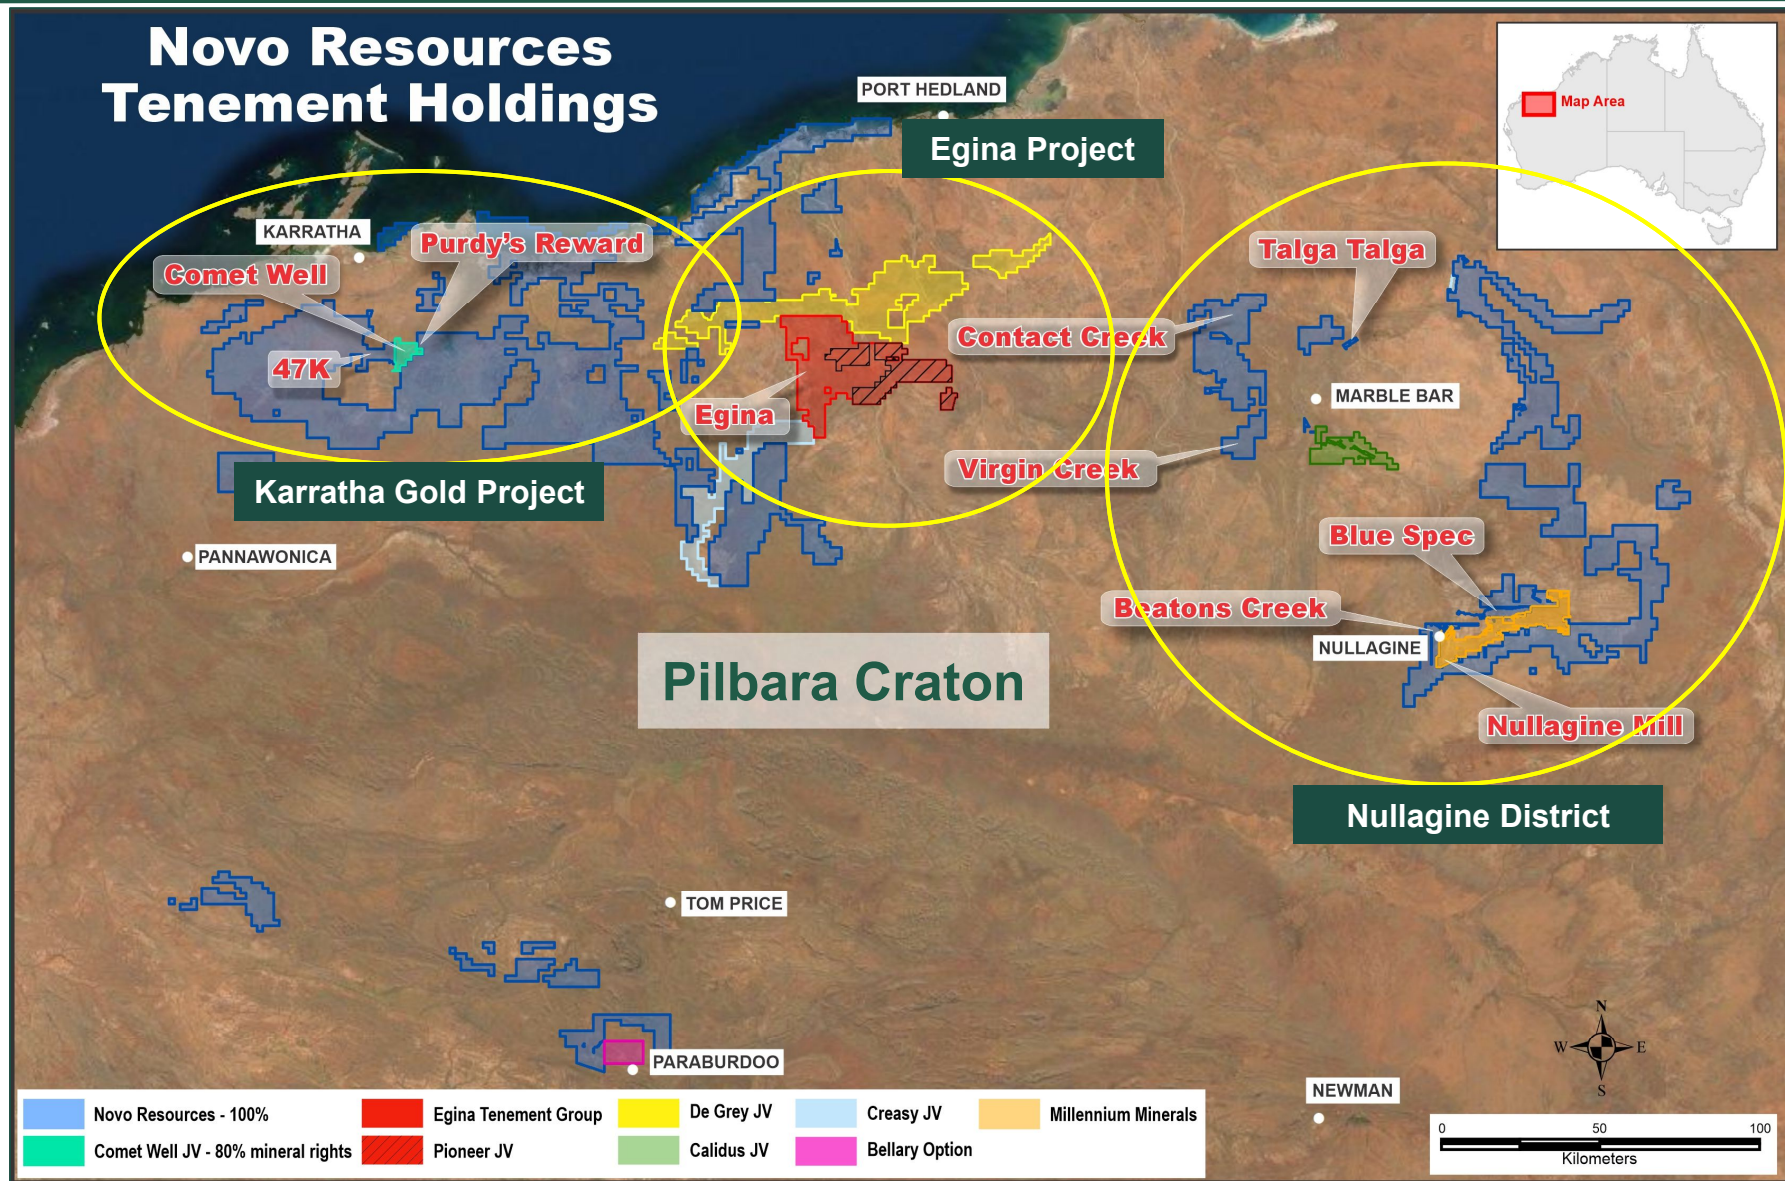 Novo Resources
Tenement Holdings
PORT HEDLAND
Map Area
Egina Project
KARRATHA
Purdy's Reward
Comet Well
Talga Talga
Contact Creek
47K
Egina
MARBLE BAR
Virgin Creek
Karratha Gold Project
PANNAWONICA
Blue Spec
Beatons Creek
NULLAGINE
Pilbara Craton
Nullagine Mill
Nullagine District
TOM PRICE
N
W
E
S
PARABURDOO
NEWMAN
Novo Resources - 100%
Egina Tenement Group
De Grey JV
Creasy JV
Millennium Minerals
Comet Well JV - 80% mineral rights
Pioneer JV
Calidus JV
Bellary Option
0 50 100
Kilometers